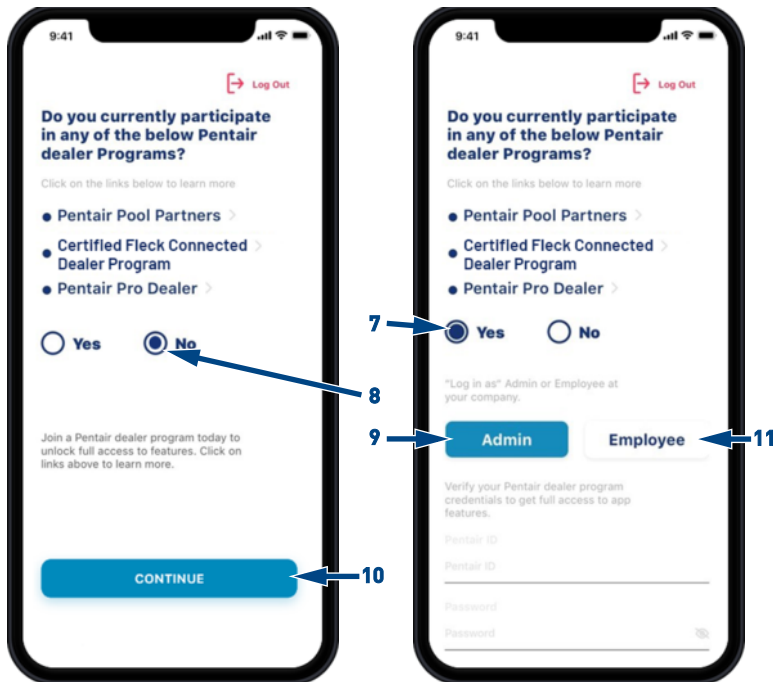 9:41
Log Out
Do you currently participate
in any of the below Pentair
dealer Programs?
Click on the links below to learn more
• Pentair Pool Partners >
• Certified Fleck Connected >
Dealer Program
• Pentair Pro Dealer >
Yes
No
8
Join a Pentair dealer program today to
unlock full access to features. Click on
links above to learn more.
CONTINUE
10
9:41
Log Out
Do you currently participate
in any of the below Pentair
dealer Programs?
Click on the links below to learn more
• Pentair Pool Partners >
• Certified Fleck Connected >
Dealer Program
• Pentair Pro Dealer >
7
Yes
No
"Log in as" Admin or Employee at
your company.
9
Admin
Employee
11
Verify your Pentair dealer program
credentials to get full access to app
features.
Pentair ID
Pentair ID
Password
Password